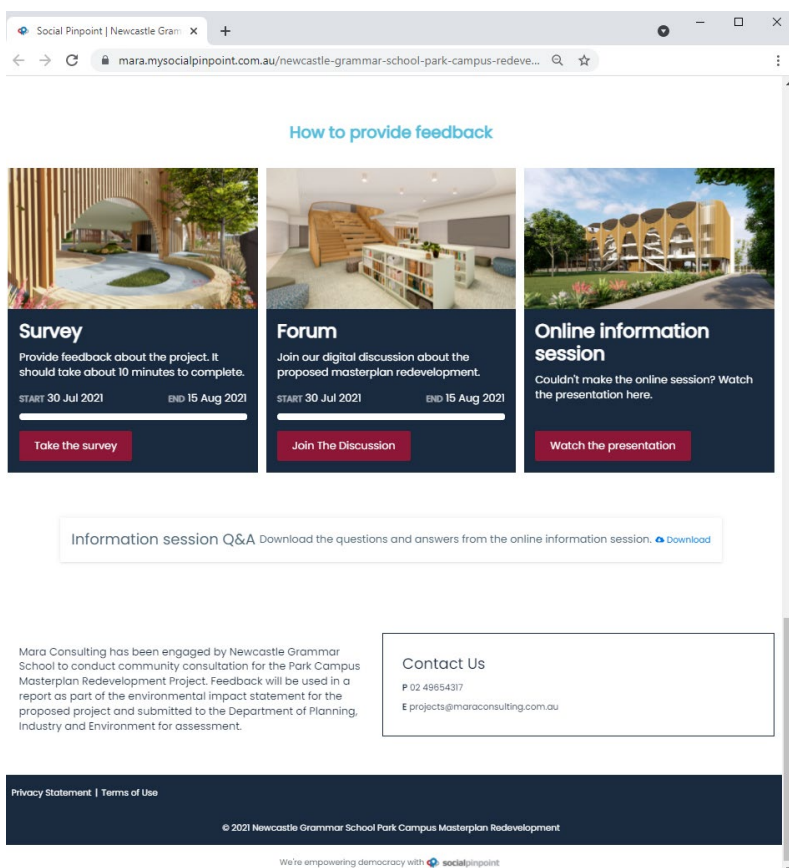 Social Pinpoint | Newcastle Gram
mara.mysocialpinpoint.com.au/newcastle-grammar-school-park-campus-redeve...
How to provide feedback
Survey
Provide feedback about the project. It
should take about 10 minutes to complete.
START 30 Jul 2021 END 15 Aug 2021
Take the survey
Forum
Join our digital discussion about the
proposed masterplan redevelopment.
START 30 Jul 2021 END 15 Aug 2021
Join The Discussion
Online information
session
Couldn't make the online session? Watch
the presentation here.
Watch the presentation
Information session Q&A Download the questions and answers from the online information session. Download
Mara Consulting has been engaged by Newcastle Grammar
School to conduct community consultation for the Park Campus
Masterplan Redevelopment Project. Feedback will be used in a
report as part of the environmental impact statement for the
proposed project and submitted to the Department of Planning,
Industry and Environment for assessment.
Contact Us
P 02 49654317
E projects@maraconsulting.com.au
Privacy Statement | Terms of Use
© 2021 Newcastle Grammar School Park Campus Masterplan Redevelopment
We're empowering democracy with socialpinpoint